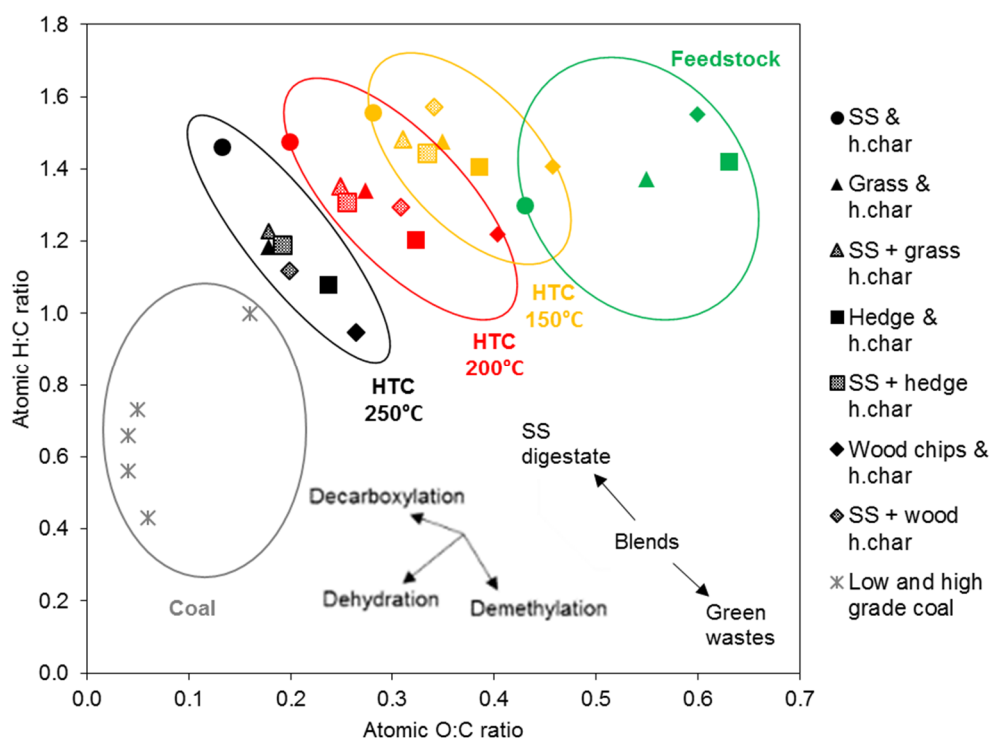 1.8
1.6
1.4
1.2
1.0
0.8
0.6
0.4
0.2
0.0
Atomic H:C ratio
0.0
0.1
0.2
0.3
0.4
0.5
0.6
0.7
Atomic O:C ratio
Feedstock
HTC
150°C
HTC
200°C
HTC
250°C
Coal
SS
digestate
Blends
Green
wastes
Decarboxylation
Dehydration
Demethylation
SS &
h.char
Grass &
h.char
SS + grass
h.char
Hedge &
h.char
SS + hedge
h.char
Wood chips &
h.char
SS + wood
h.char
Low and high
grade coal